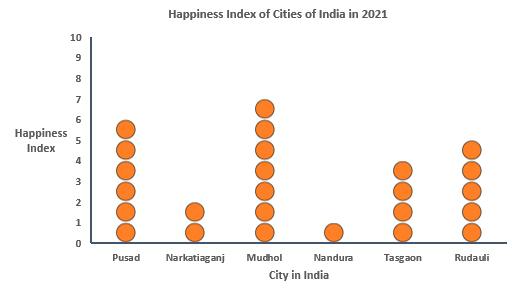 Happiness Index of Cities of India in 2021
10
9
8
7
6
5
4
3
2
1
0
Happiness
Index
Pusad Narkatiaganj Mudhol Nandura Tasgaon Rudauli
City in India